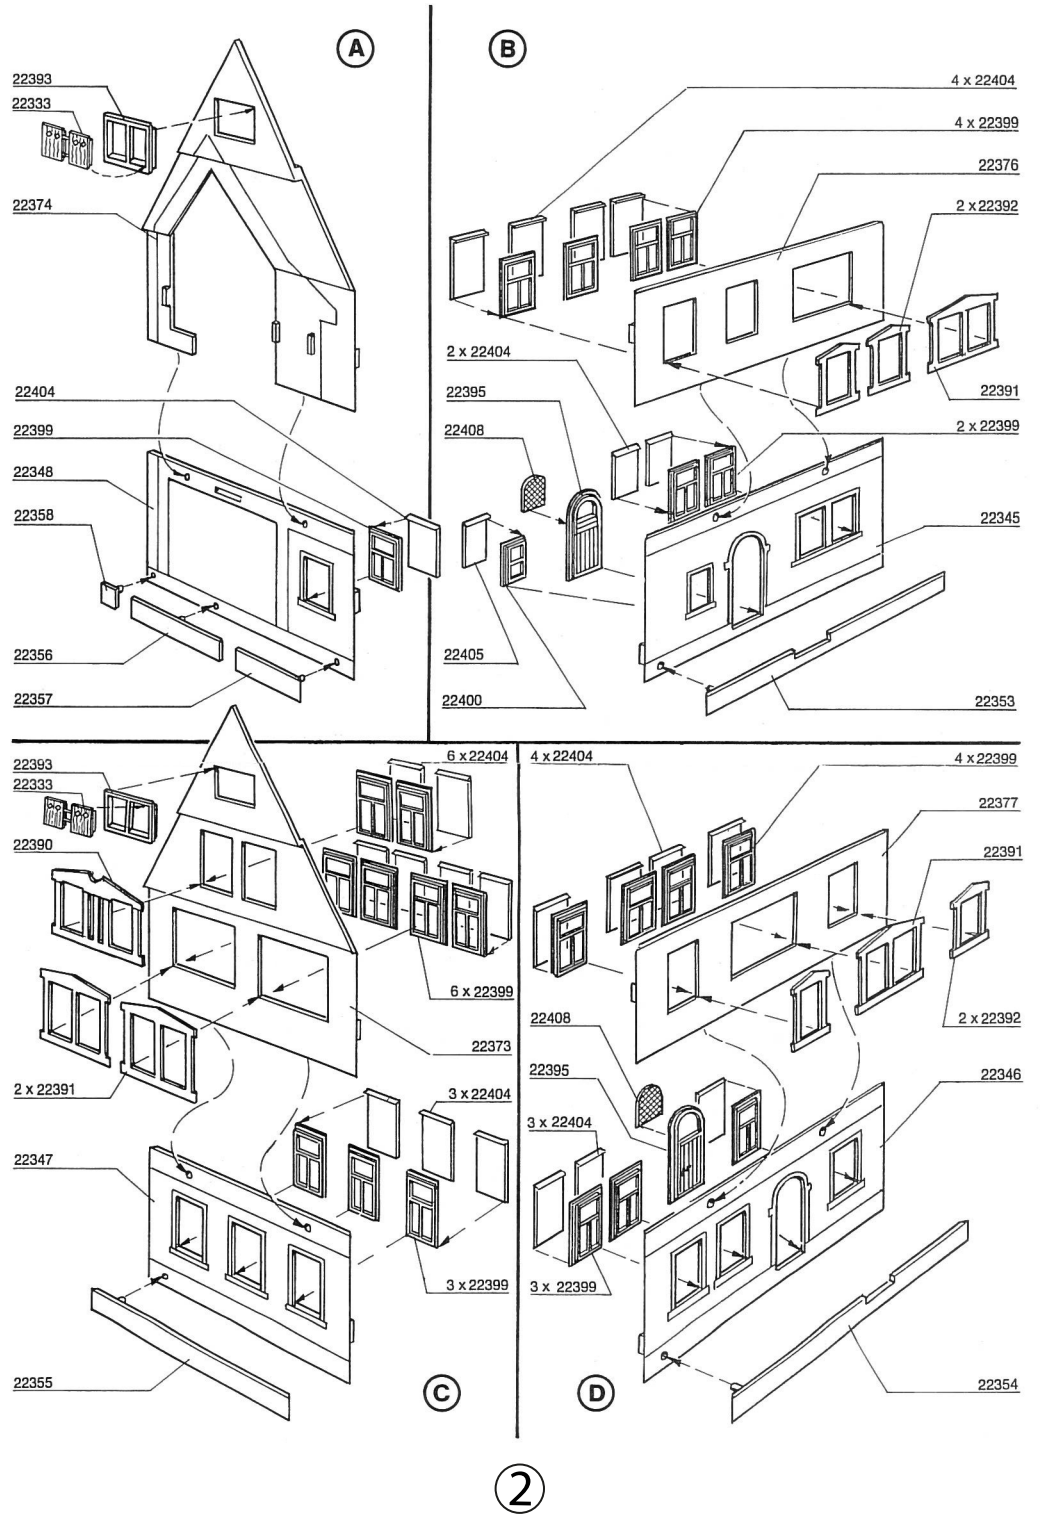 A
22393
22333
22374
22404
22399
22348
22358
22356
22357
B
4 x 22404
4 x 22399
22376
2 x 22392
22391
2 x 22404
22395
22408
2 x 22399
22345
22405
22400
22353
22393
22333
22390
6 x 22404
6 x 22399
22373
2 x 22391
3 x 22404
22347
3 x 22399
22355
C
4 x 22404
4 x 22399
22377
22391
2 x 22392
22408
22395
22346
3 x 22404
3 x 22399
22354
D
2